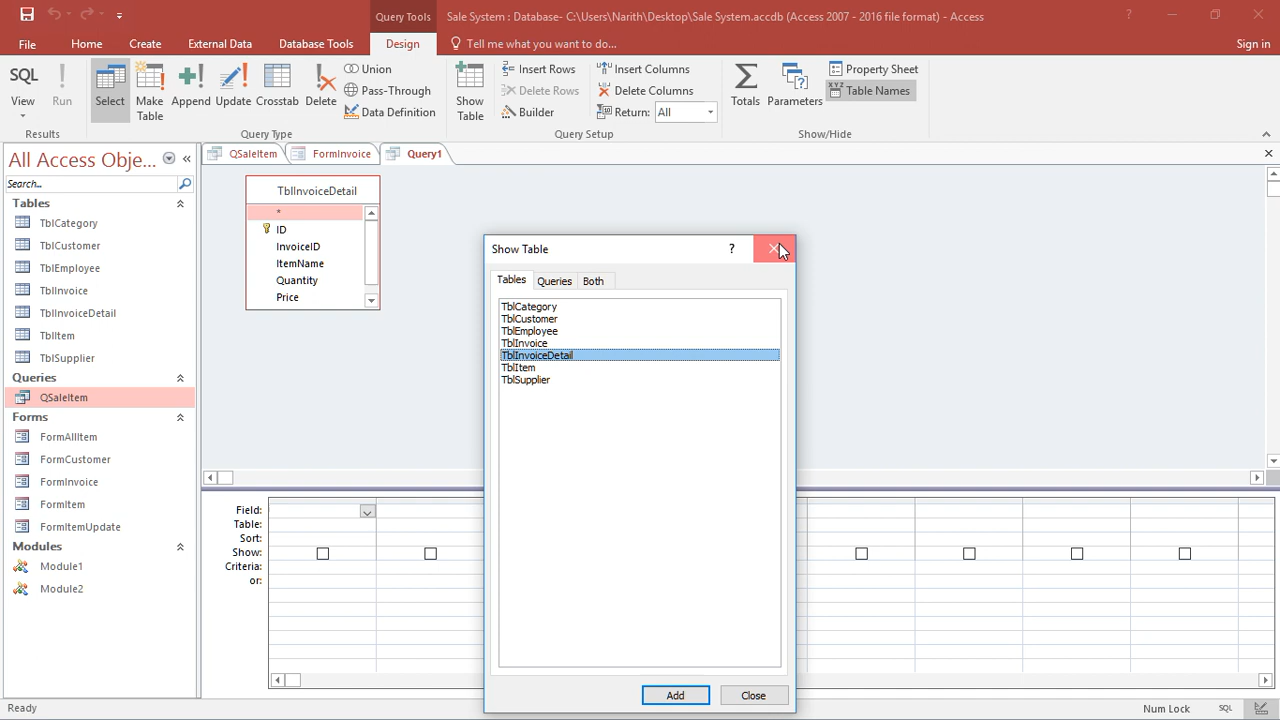 Query Tools
Sale System : Database- C:\Users\Narith\Desktop\Sale System.accdb (Access 2007 - 2016 file format) - Access
File
Home
Create
External Data
Database Tools
Design
Tell me what you want to do...
Sign in
SQL
View
Run
Results
Select
Make Table
Append
Update
Crosstab
Delete
Union
Pass-Through
Data Definition
Query Type
Show Table
Insert Rows
Delete Rows
Builder
Insert Columns
Delete Columns
Return: All
Query Setup
Totals
Parameters
Property Sheet
Table Names
Show/Hide
All Access Obje...
Search...
Tables
TblCategory
TblCustomer
TblEmployee
TblInvoice
TblInvoiceDetail
TblItem
TblSupplier
Queries
QSaleItem
Forms
FormAllItem
FormCustomer
FormInvoice
FormItem
FormItemUpdate
Modules
Module1
Module2
QSaleItem
FormInvoice
Query1
TblInvoiceDetail
*
ID
InvoiceID
ItemName
Quantity
Price
Show Table
?
Tables
Queries
Both
TblCategory
TblCustomer
TblEmployee
TblInvoice
TblInvoiceDetail
TblItem
TblSupplier
Add
Close
Field:
Table:
Sort:
Show:
Criteria:
or:
Ready
Num Lock
SQL